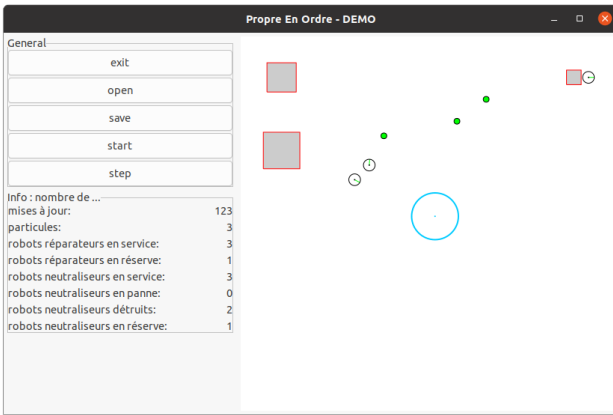 Propre En Ordre - DEMO
General
exit
open
save
start
step
Info : nombre de ...
mises à jour: 123
particules: 3
robots réparateurs en service: 3
robots réparateurs en réserve: 1
robots neutraliseurs en service: 3
robots neutraliseurs en panne: 0
robots neutraliseurs détruits: 2
robots neutraliseurs en réserve: 1